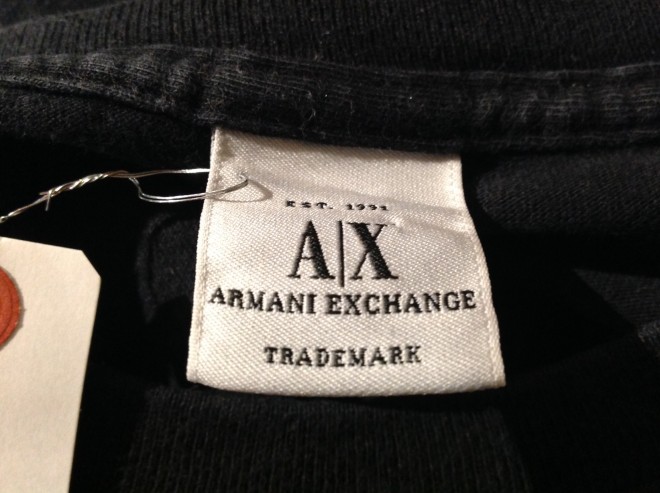 EST. 1991
A|X
ARMANI EXCHANGE
TRADEMARK